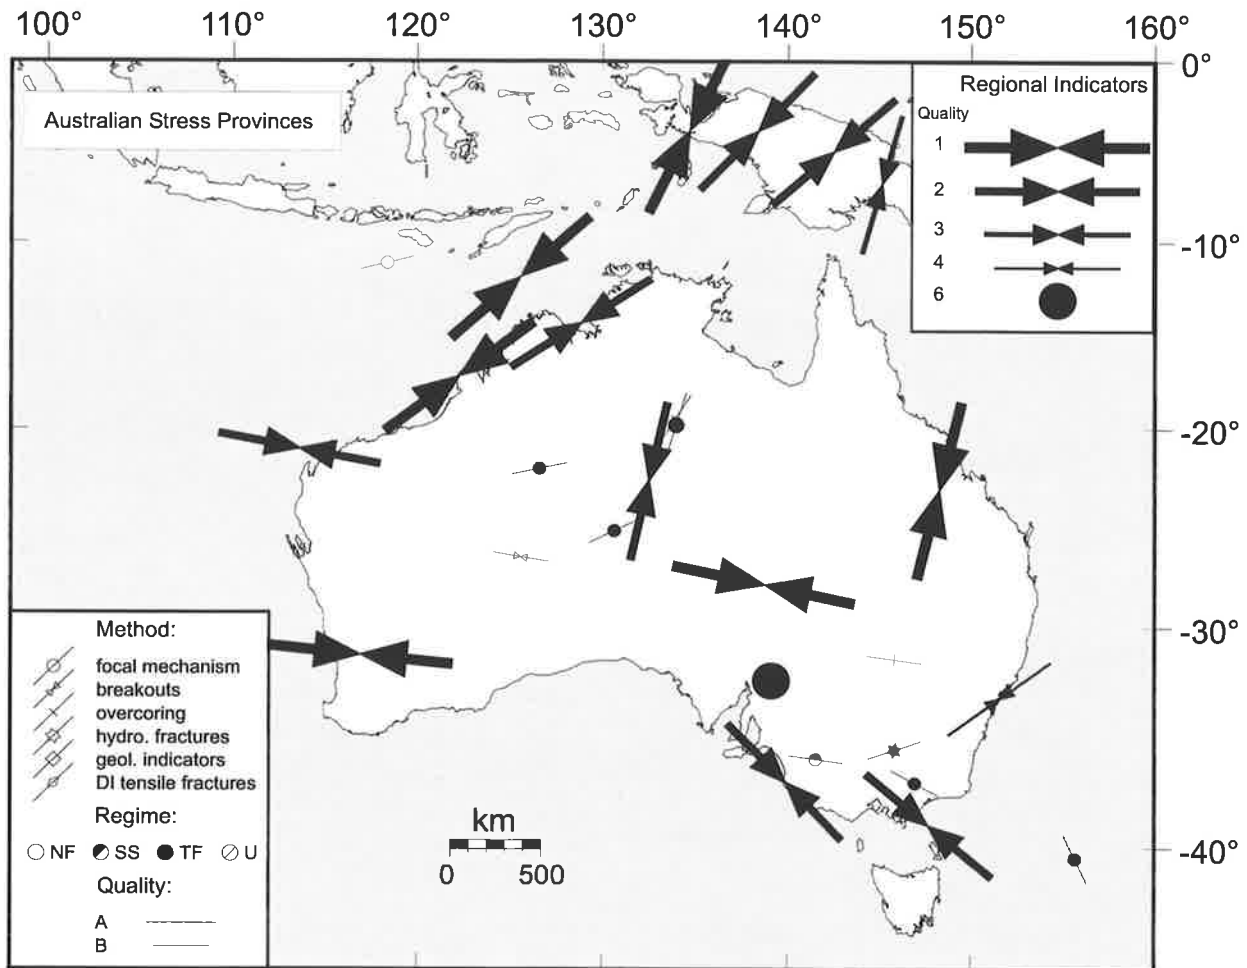 100° 110° 120° 130° 140° 150° 160°
0°
Australian Stress Provinces
Regional Indicators
Quality
1
2
3
4
6
-10°
-20°
-30°
-40°
Method:
focal mechanism
breakouts
overcoring
hydro. fractures
geol. indicators
DI tensile fractures
Regime:
NF SS TF U
Quality:
A
B
km
0 500